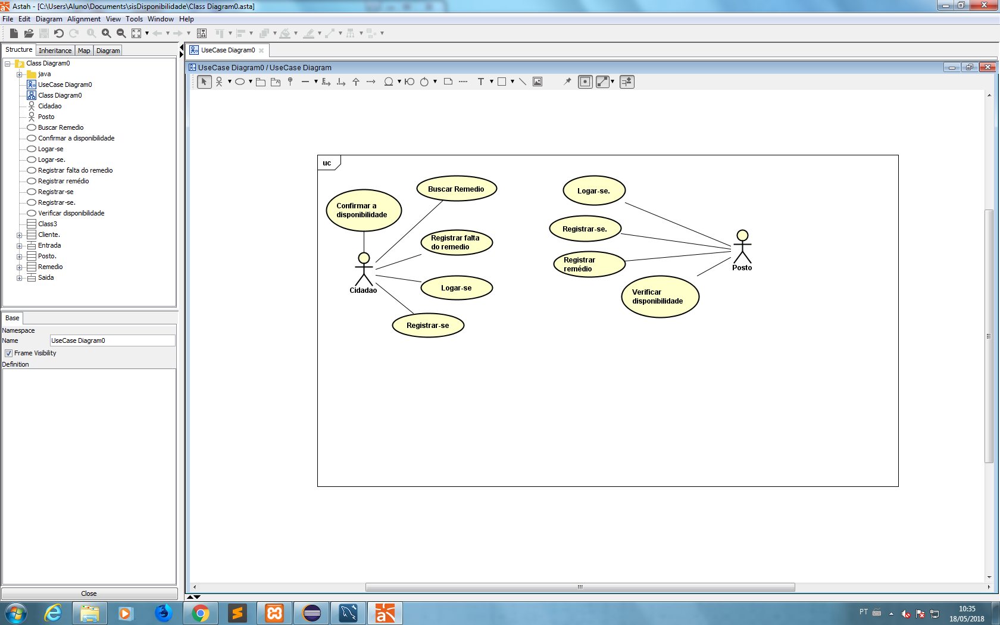 Astah - [C:\Users\Aluno\Documents\sisDisponibilidade\Class Diagram0.asta]
File Edit Diagram Alignment View Tools Window Help
Structure Inheritance Map Diagram
Class Diagram0
java
UseCase Diagram0
Class Diagram0
Cidadao
Posto
Buscar Remedio
Confirmar a disponibilidade
Logar-se
Logar-se.
Registrar falta do remedio
Registrar remédio
Registrar-se
Registrar-se.
Verificar disponibilidade
Class3
Cliente.
Entrada
Posto.
Remedio
Saida
Base
Namespace
Name UseCase Diagram0
Frame Visibility
Definition
Close
UseCase Diagram0
UseCase Diagram0 / UseCase Diagram
T
uc
Buscar Remedio
Confirmar a
disponibilidade
Registrar falta
do remedio
Logar-se
Cidadao
Registrar-se
Logar-se.
Registrar-se.
Registrar
remédio
Posto
Verificar
disponibilidade
PT
10:35
18/05/2018